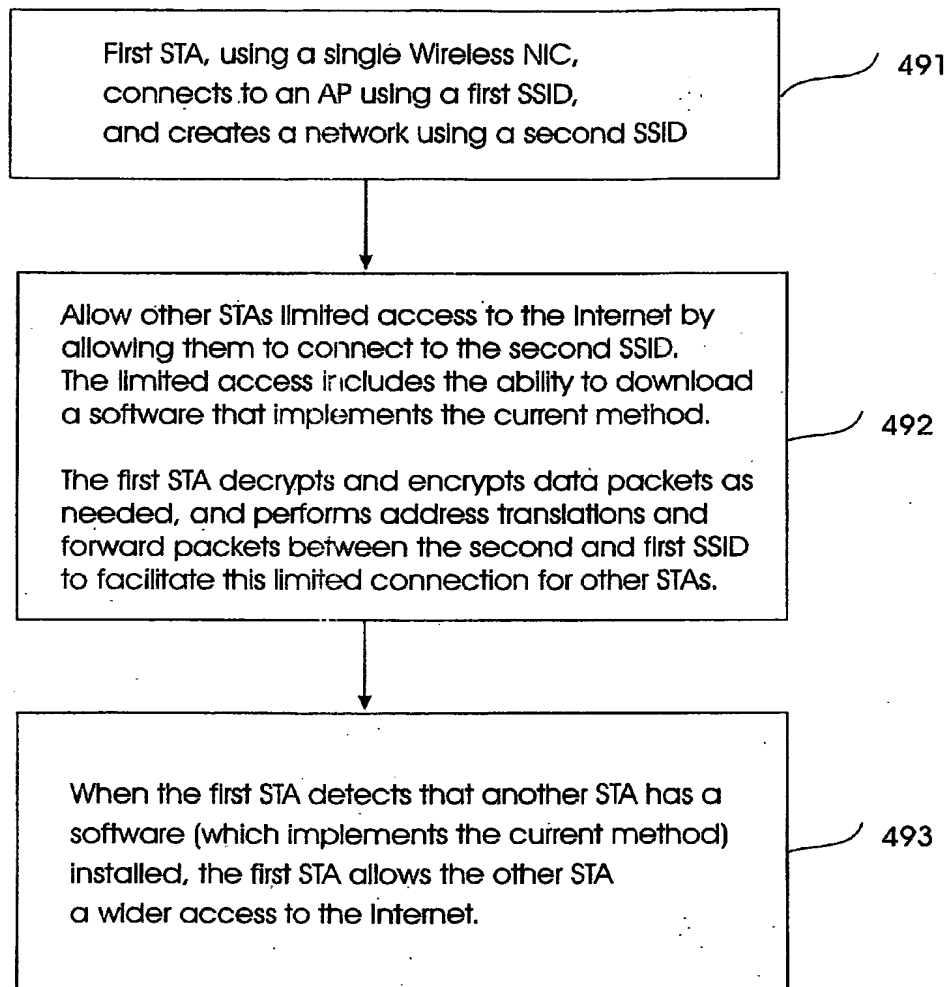 First STA, using a single Wireless NIC,
connects to an AP using a first SSID,
and creates a network using a second SSID
491
Allow other STAs limited access to the Internet by
allowing them to connect to the second SSID.
The limited access includes the ability to download
a software that implements the current method.
492
The first STA decrypts and encrypts data packets as
needed, and performs address translations and
forward packets between the second and first SSID
to facilitate this limited connection for other STAs.
When the first STA detects that another STA has a
software (which implements the current method)
installed, the first STA allows the other STA
a wider access to the Internet.
493